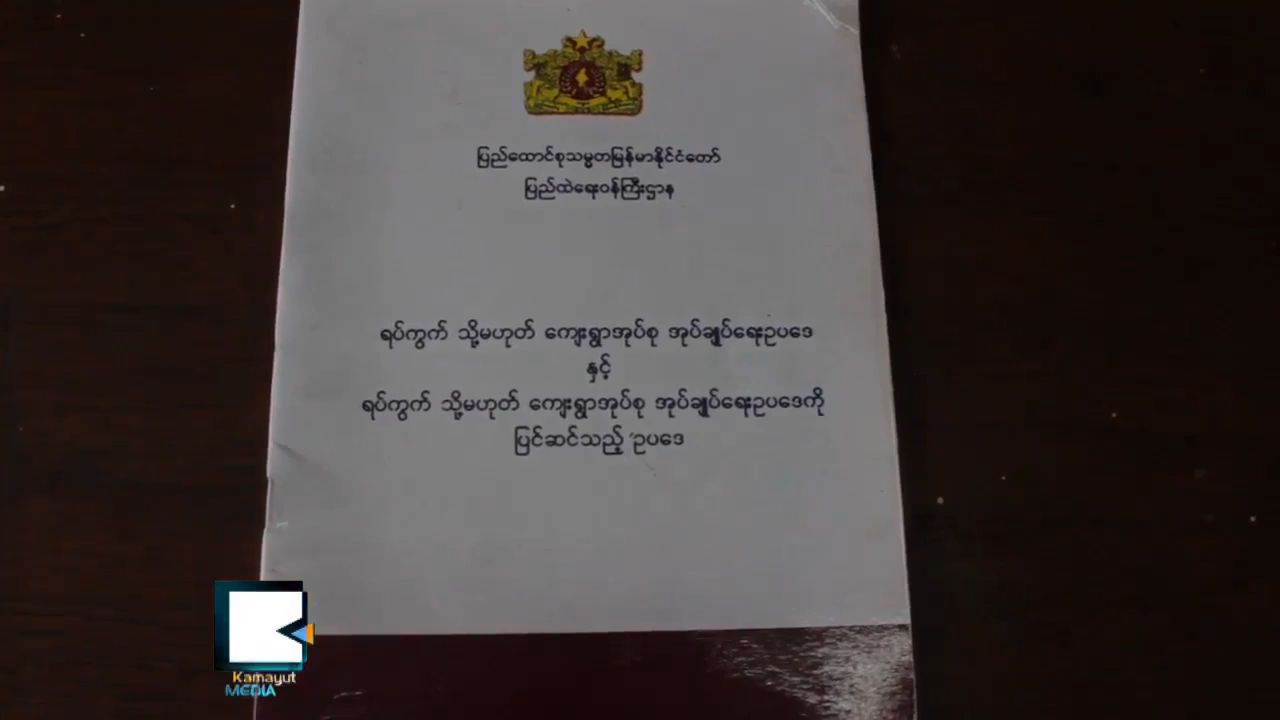 ပြည်ထောင်စုသမ္မတမြန်မာနိုင်ငံတော်
ပြည်ထဲရေးဝန်ကြီးဌာန
ရပ်ကွက် သို့မဟုတ် ကျေးရွာအုပ်စု အုပ်ချုပ်ရေးဥပဒေ
နှင့်
ရပ်ကွက် သို့မဟုတ် ကျေးရွာအုပ်စု အုပ်ချုပ်ရေးဥပဒေကို
ပြင်ဆင်သည့် ဥပဒေ
Kamayut
MEDIA